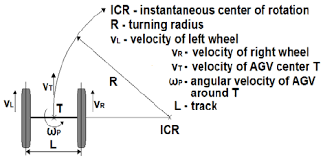 ICR - instantaneous center of rotation
R - turning radius
vL - velocity of left wheel
vR - velocity of right wheel
vT - velocity of AGV center T
ωP - angular velocity of AGV
around T
L - track
vT
vL
T
vR
R
ωP
ICR
L